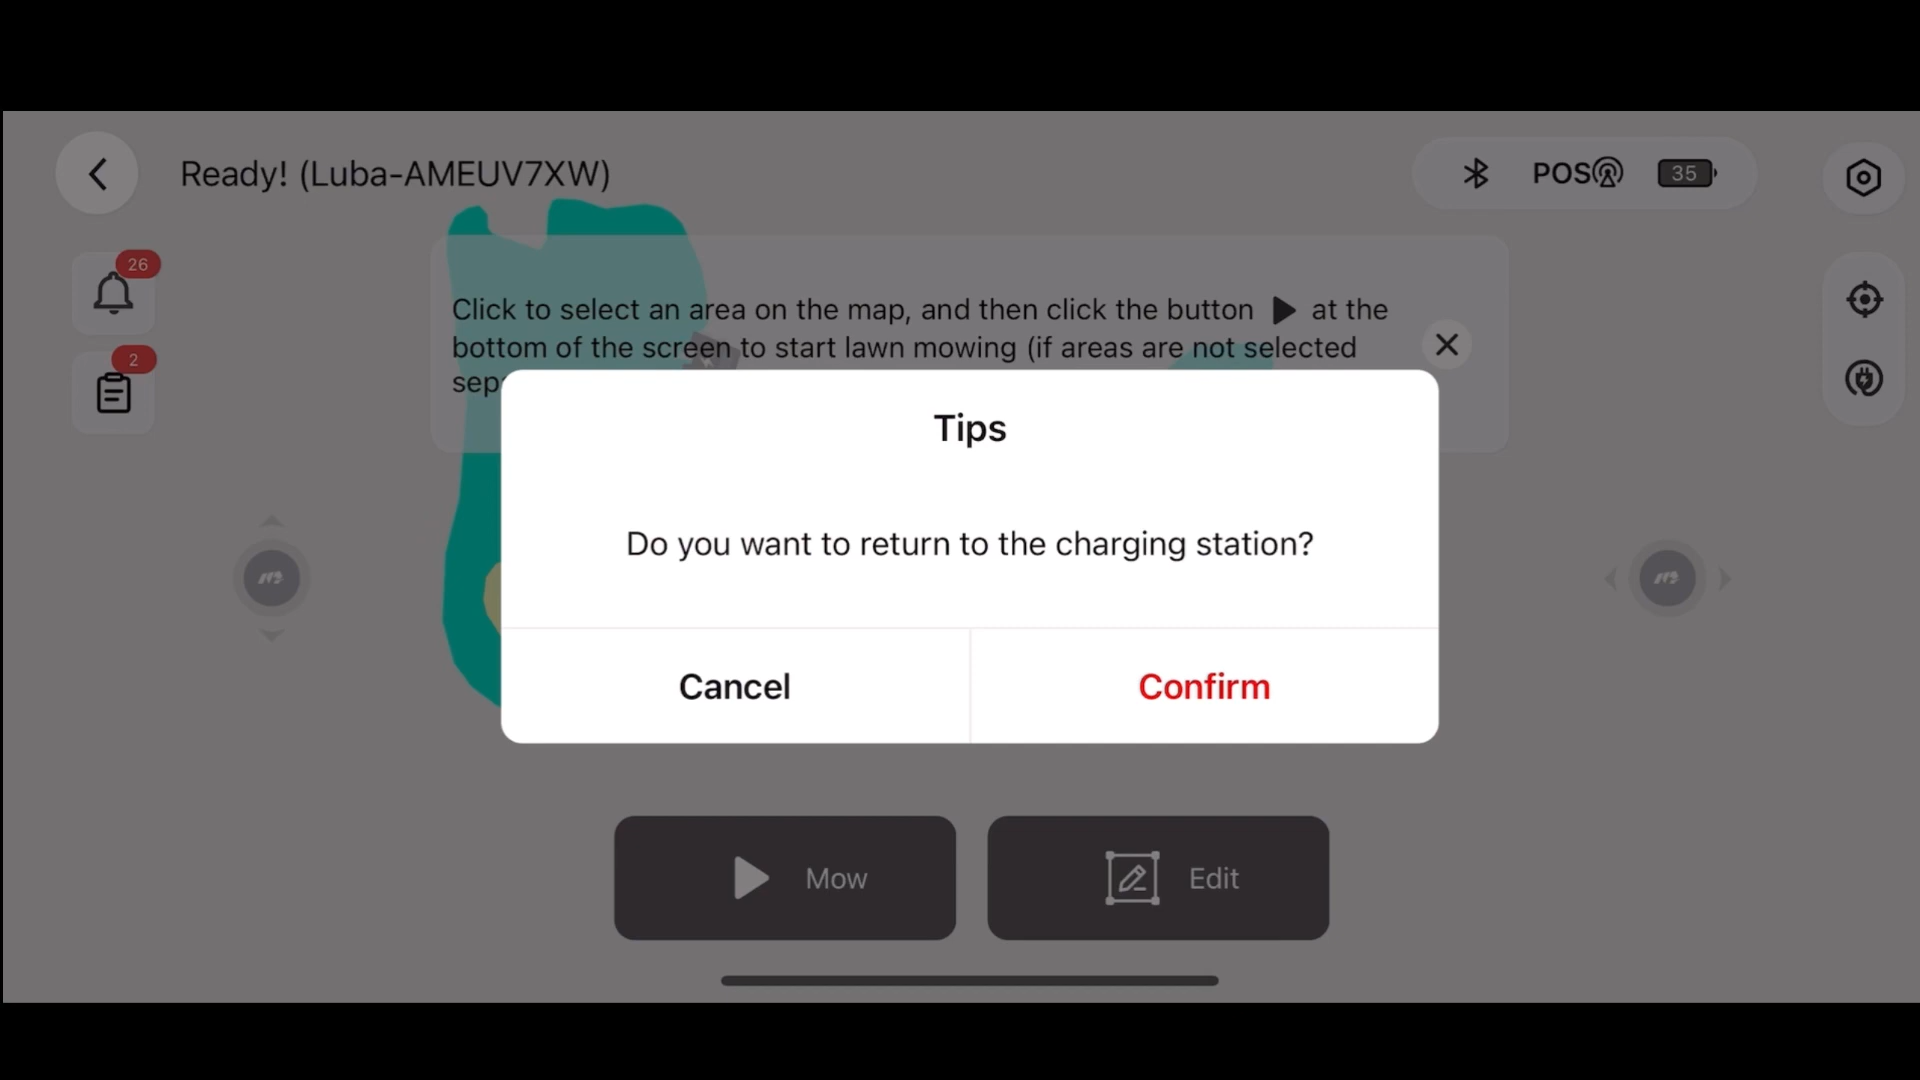 Ready! (Luba-AMEUV7XW)
POS
35
26
2
Click to select an area on the map, and then click the button ▶ at the
bottom of the screen to start lawn mowing (if areas are not selected
Tips
Do you want to return to the charging station?
Cancel
Confirm
Mow
Edit